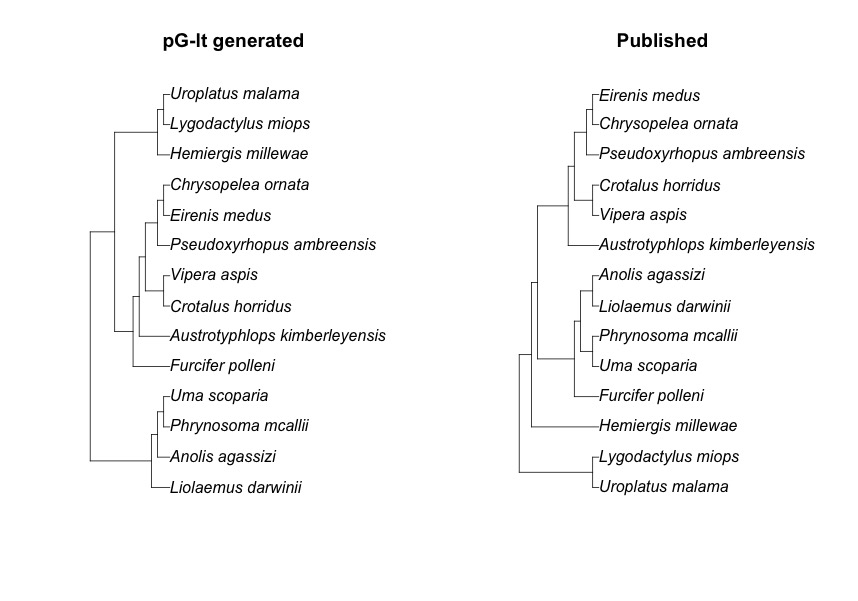 pG-lt generated
Uroplatus malama
Lygodactylus miops
Hemiergis millewae
Chrysopelea ornata
Eirenis medus
Pseudoxyrhopus ambreensis
Vipera aspis
Crotalus horridus
Austrotyphlops kimberleyensis
Furcifer polleni
Uma scoparia
Phrynosoma mcallii
Anolis agassizi
Liolaemus darwinii
Published
Eirenis medus
Chrysopelea ornata
Pseudoxyrhopus ambreensis
Crotalus horridus
Vipera aspis
Austrotyphlops kimberleyensis
Anolis agassizi
Liolaemus darwinii
Phrynosoma mcallii
Uma scoparia
Furcifer polleni
Hemiergis millewae
Lygodactylus miops
Uroplatus malama